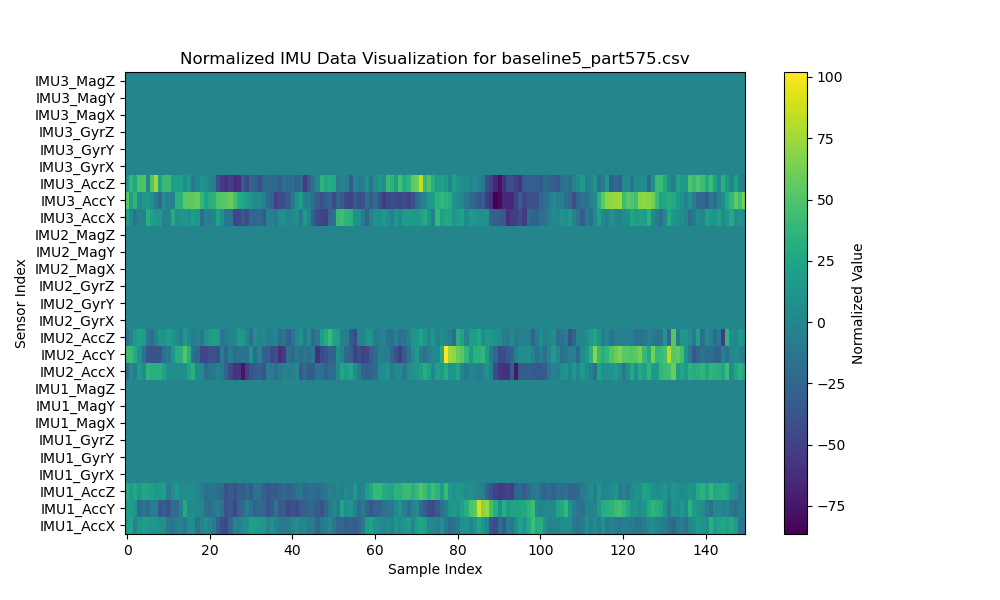 Normalized IMU Data Visualization for baseline5_part575.csv
Sensor Index
IMU3_MagZ
IMU3_MagY
IMU3_MagX
IMU3_GyrZ
IMU3_GyrY
IMU3_GyrX
IMU3_AccZ
IMU3_AccY
IMU3_AccX
IMU2_MagZ
IMU2_MagY
IMU2_MagX
IMU2_GyrZ
IMU2_GyrY
IMU2_GyrX
IMU2_AccZ
IMU2_AccY
IMU2_AccX
IMU1_MagZ
IMU1_MagY
IMU1_MagX
IMU1_GyrZ
IMU1_GyrY
IMU1_GyrX
IMU1_AccZ
IMU1_AccY
IMU1_AccX
0 20 40 60 80 100 120 140
Sample Index
100
75
50
25
0
−25
−50
−75
Normalized Value